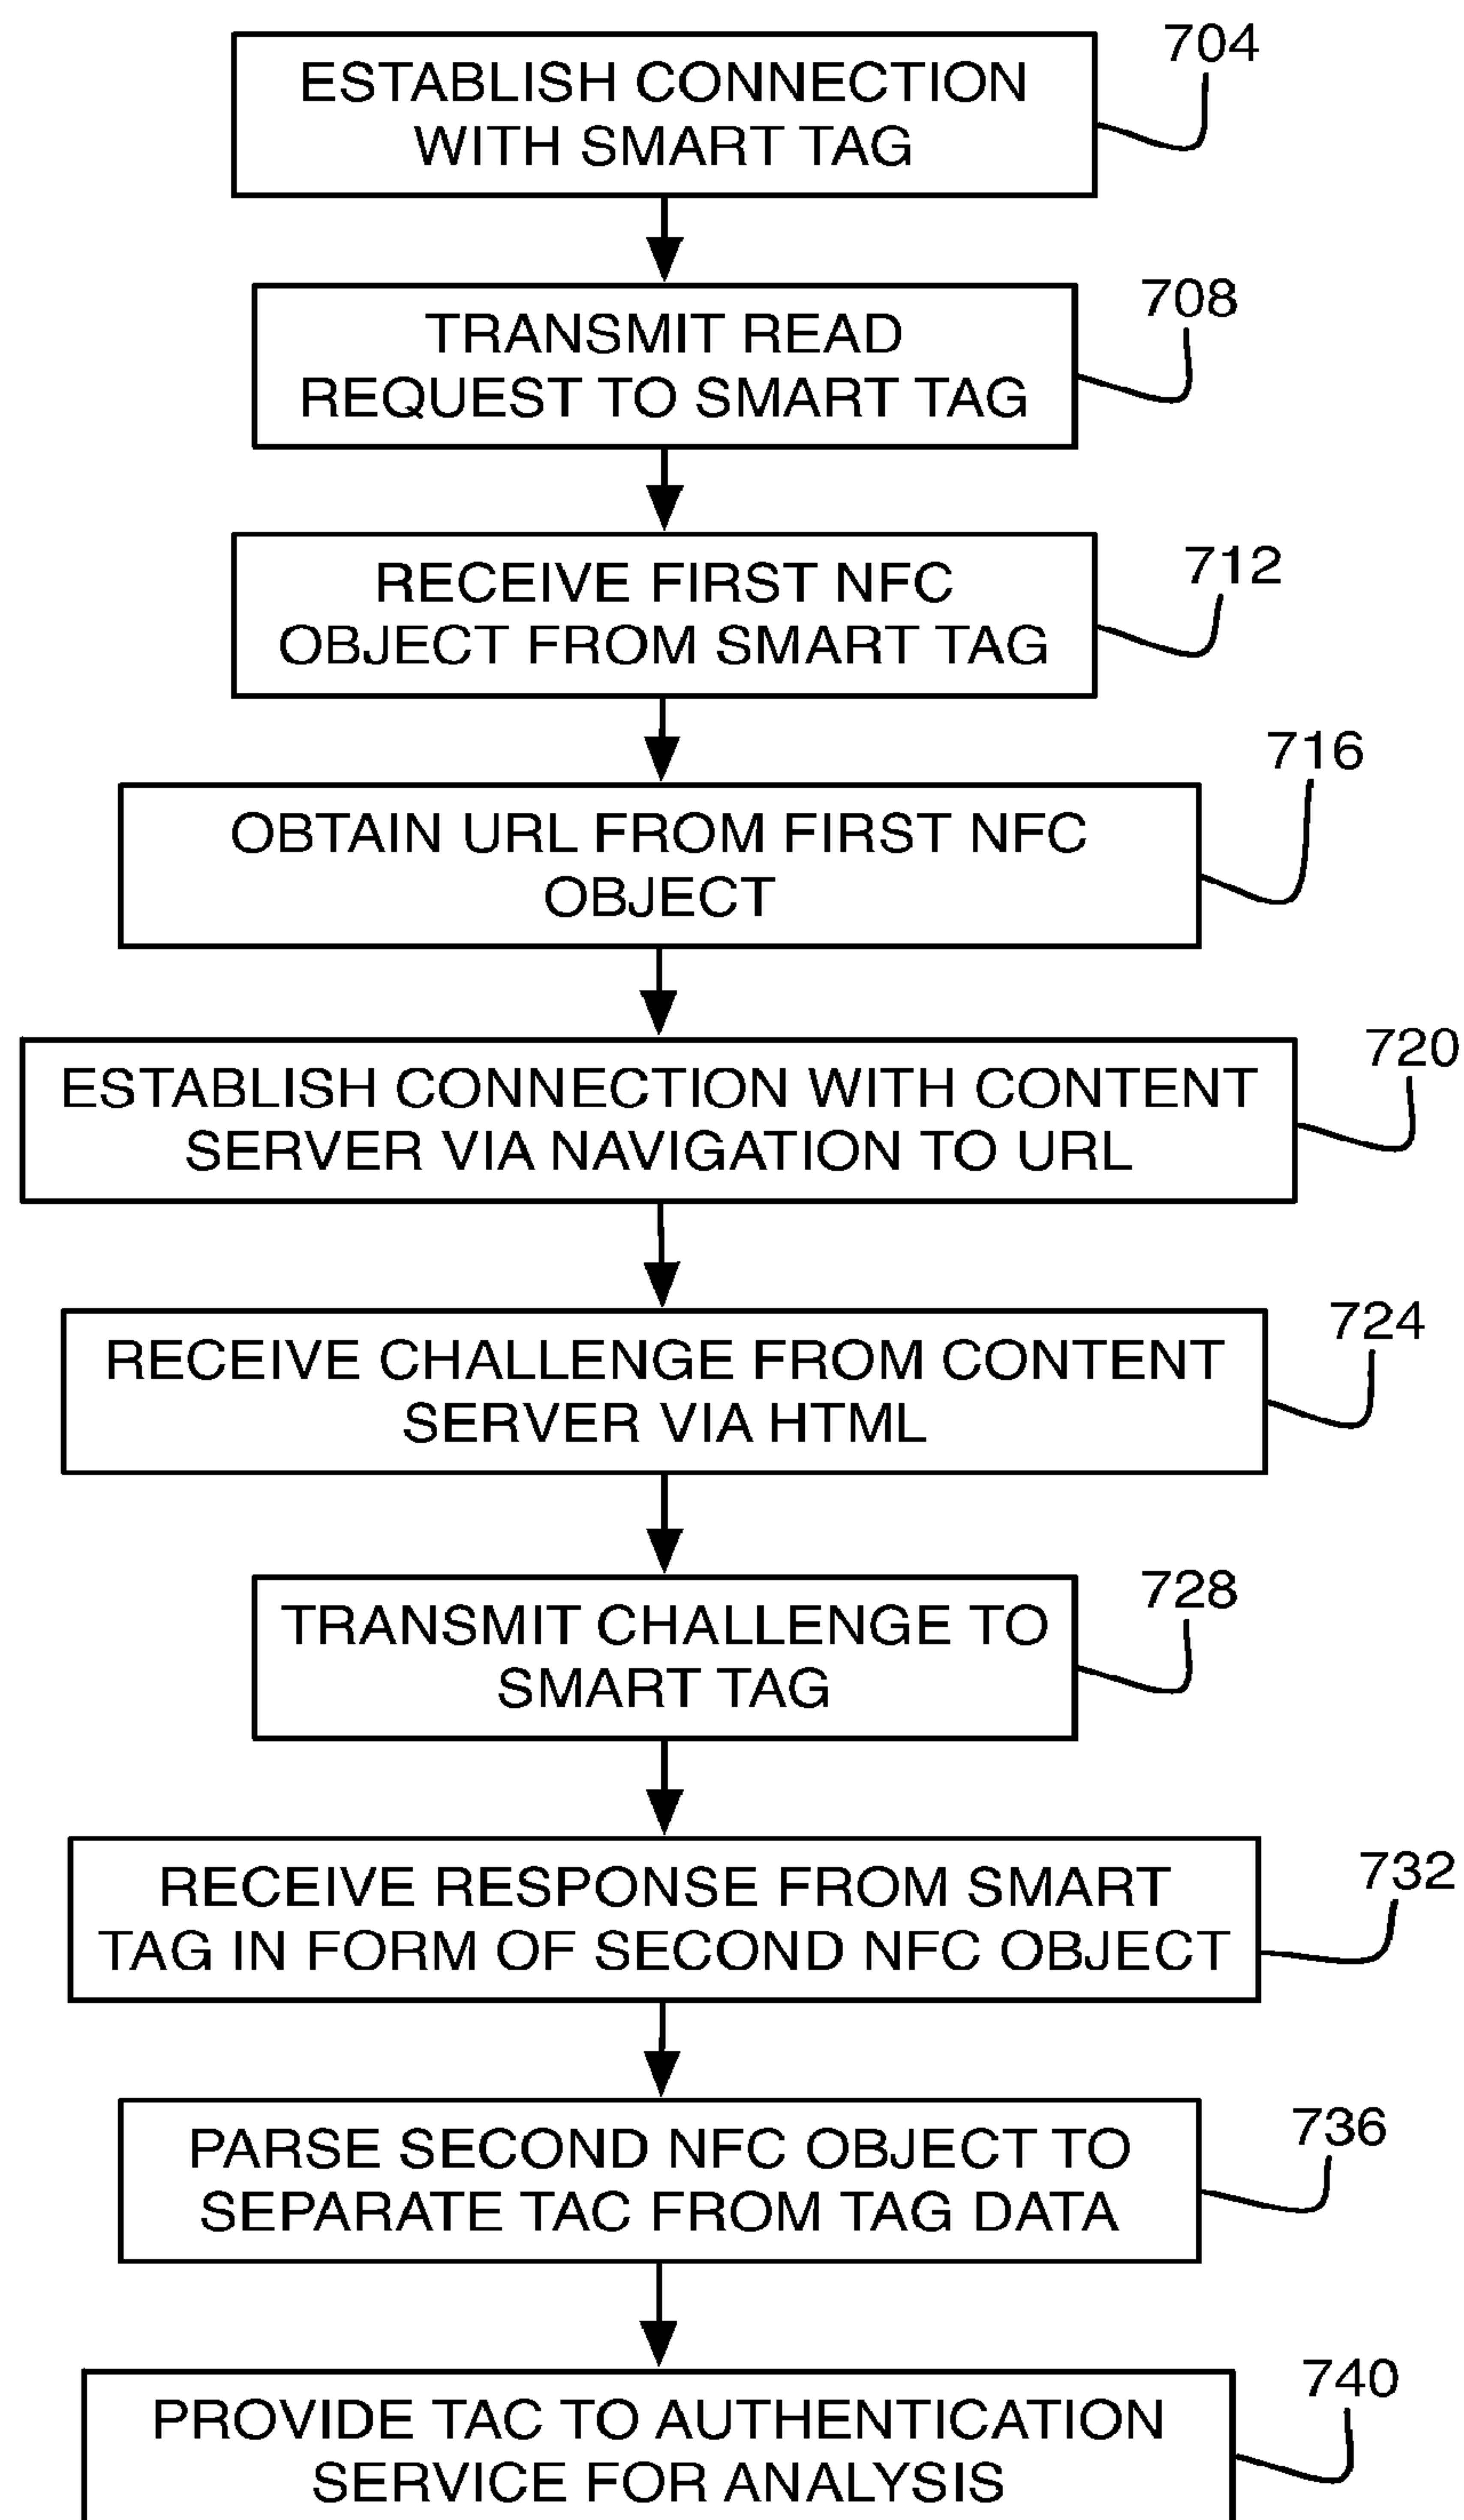 704
ESTABLISH CONNECTION
WITH SMART TAG
708
TRANSMIT READ
REQUEST TO SMART TAG
712
RECEIVE FIRST NFC
OBJECT FROM SMART TAG
716
OBTAIN URL FROM FIRST NFC
OBJECT
720
ESTABLISH CONNECTION WITH CONTENT
SERVER VIA NAVIGATION TO URL
724
RECEIVE CHALLENGE FROM CONTENT
SERVER VIA HTML
728
TRANSMIT CHALLENGE TO
SMART TAG
732
RECEIVE RESPONSE FROM SMART
TAG IN FORM OF SECOND NFC OBJECT
736
PARSE SECOND NFC OBJECT TO
SEPARATE TAC FROM TAG DATA
740
PROVIDE TAC TO AUTHENTICATION
SERVICE FOR ANALYSIS